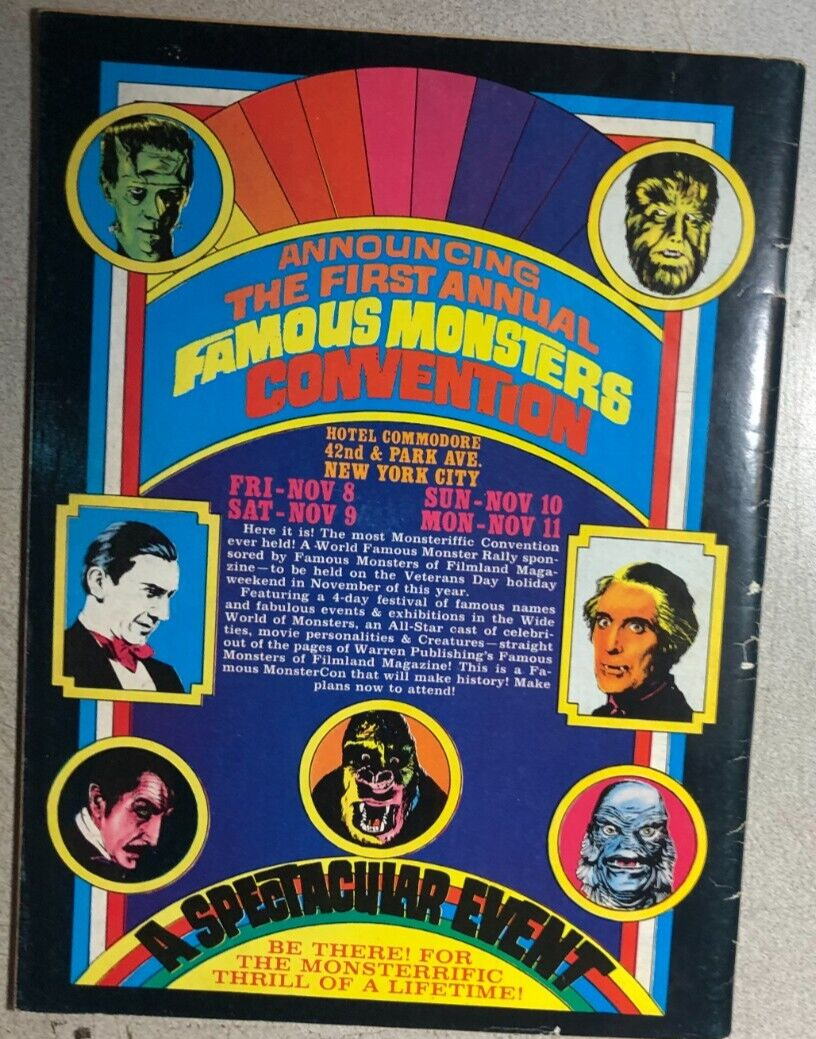 ANNOUNCING
THE FIRST ANNUAL
FAMOUS MONSTERS
CONVENTION
HOTEL COMMODORE
42nd & PARK AVE.
NEW YORK CITY
FRI-NOV 8 SUN-NOV 10
SAT-NOV 9 MON-NOV 11
Here it is! The most Monsteriffic Convention
ever held! A World Famous Monster Rally spon-
sored by Famous Monsters of Filmland Maga-
zine—to be held on the Veterans Day holiday
weekend in November of this year.
Featuring a 4-day festival of famous names
and fabulous events & exhibitions in the Wide
World of Monsters, an All-Star cast of celebri-
ties, movie personalities & Creatures—straight
out of the pages of Warren Publishing's Famous
Monsters of Filmland Magazine! This is a Fa-
mous MonsterCon that will make history! Make
plans now to attend!
A SPECTACULAR EVENT
BE THERE! FOR
THE MONSTERRIFIC
THRILL OF A LIFETIME!